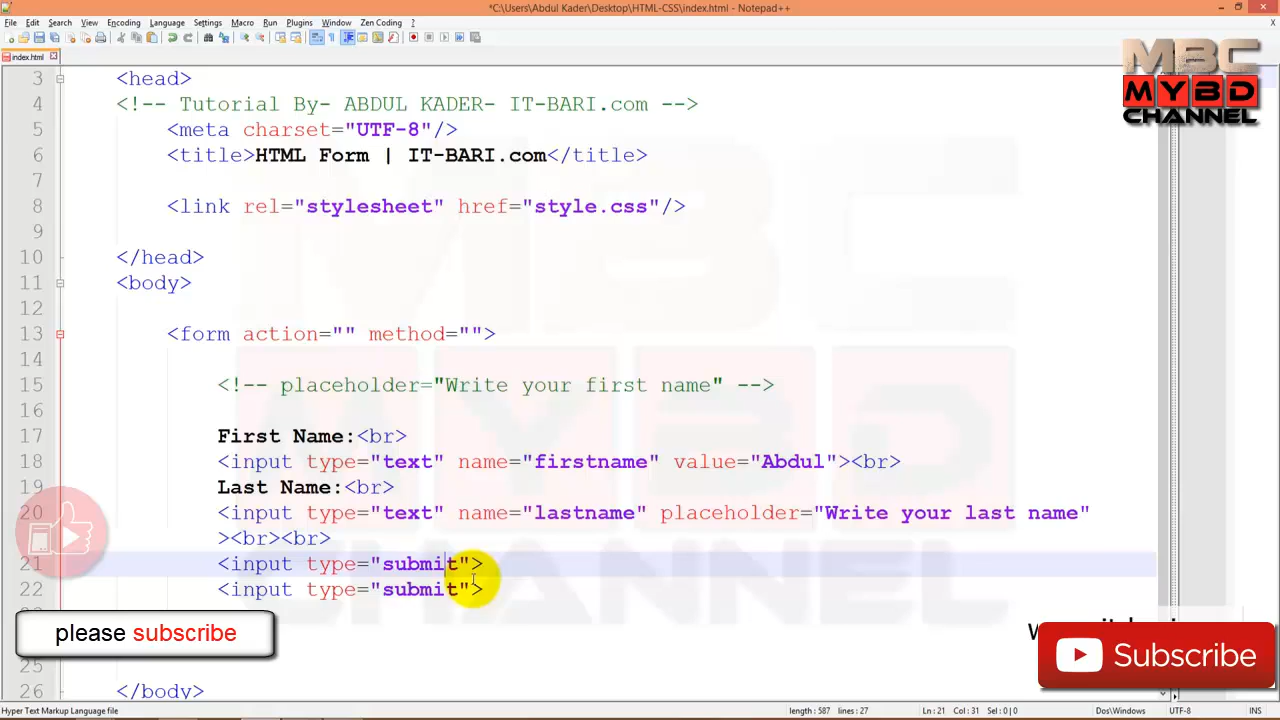 *C:\Users\Abdul Kader\Desktop\HTML-CSS\index.html - Notepad++
File Edit Search View Encoding Language Settings Macro Run Plugins Window Zen Coding ?
X
index.html
MBC
MYBD
CHANNEL
3 <head>
4 <!-- Tutorial By- ABDUL KADER- IT-BARI.com -->
5 <meta charset="UTF-8"/>
6 <title>HTML Form | IT-BARI.com</title>
7
8 <link rel="stylesheet" href="style.css"/>
9
10 </head>
11 <body>
12
13 <form action="" method="">
14
15 <!-- placeholder="Write your first name" -->
16
17 First Name:<br>
18 <input type="text" name="firstname" value="Abdul"><br>
19 Last Name:<br>
20 <input type="text" name="lastname" placeholder="Write your last name"
><br><br>
21 <input type="submit">
22 <input type="submit">
please subscribe
Subscribe
25
26 </body>
MBC
MYBD
CHANNEL
Hyper Text Markup Language file length : 587 lines : 27 Ln : 21 Col : 31 Sel : 0 | 0 Dos\Windows UTF-8 INS